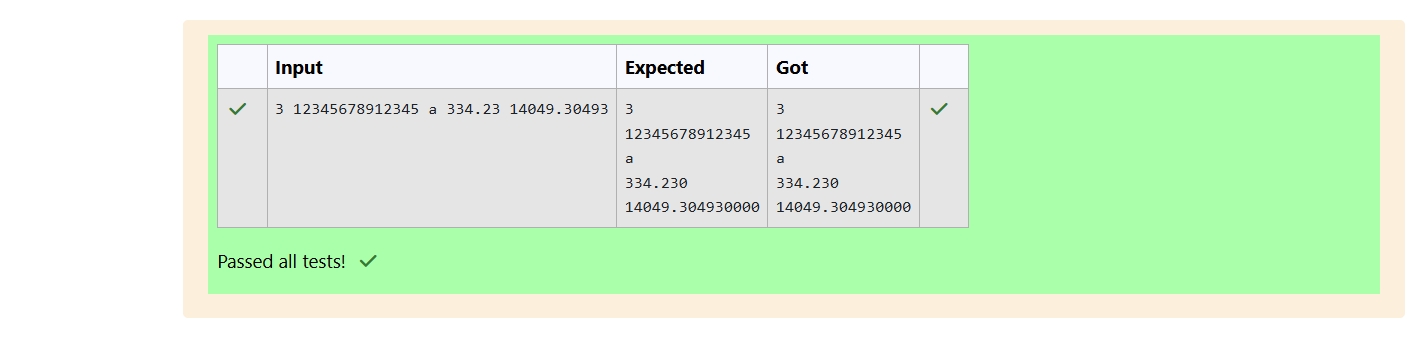 Input Expected Got
3 12345678912345 a 334.23 14049.30493 3 3
12345678912345 12345678912345
a a
334.230 334.230
14049.304930000 14049.304930000
Passed all tests!